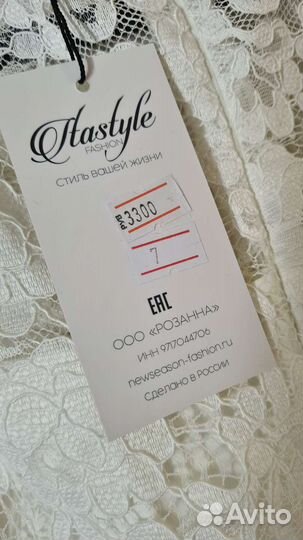 Itastyle
FASHION
СТИЛЬ ВАШЕЙ ЖИЗНИ
РУБ 3300
7
EAC
ООО «РОЗАННА»
ИНН 9717044706
newseason-fashion.ru
СДЕЛАНО В РОССИИ
Avito